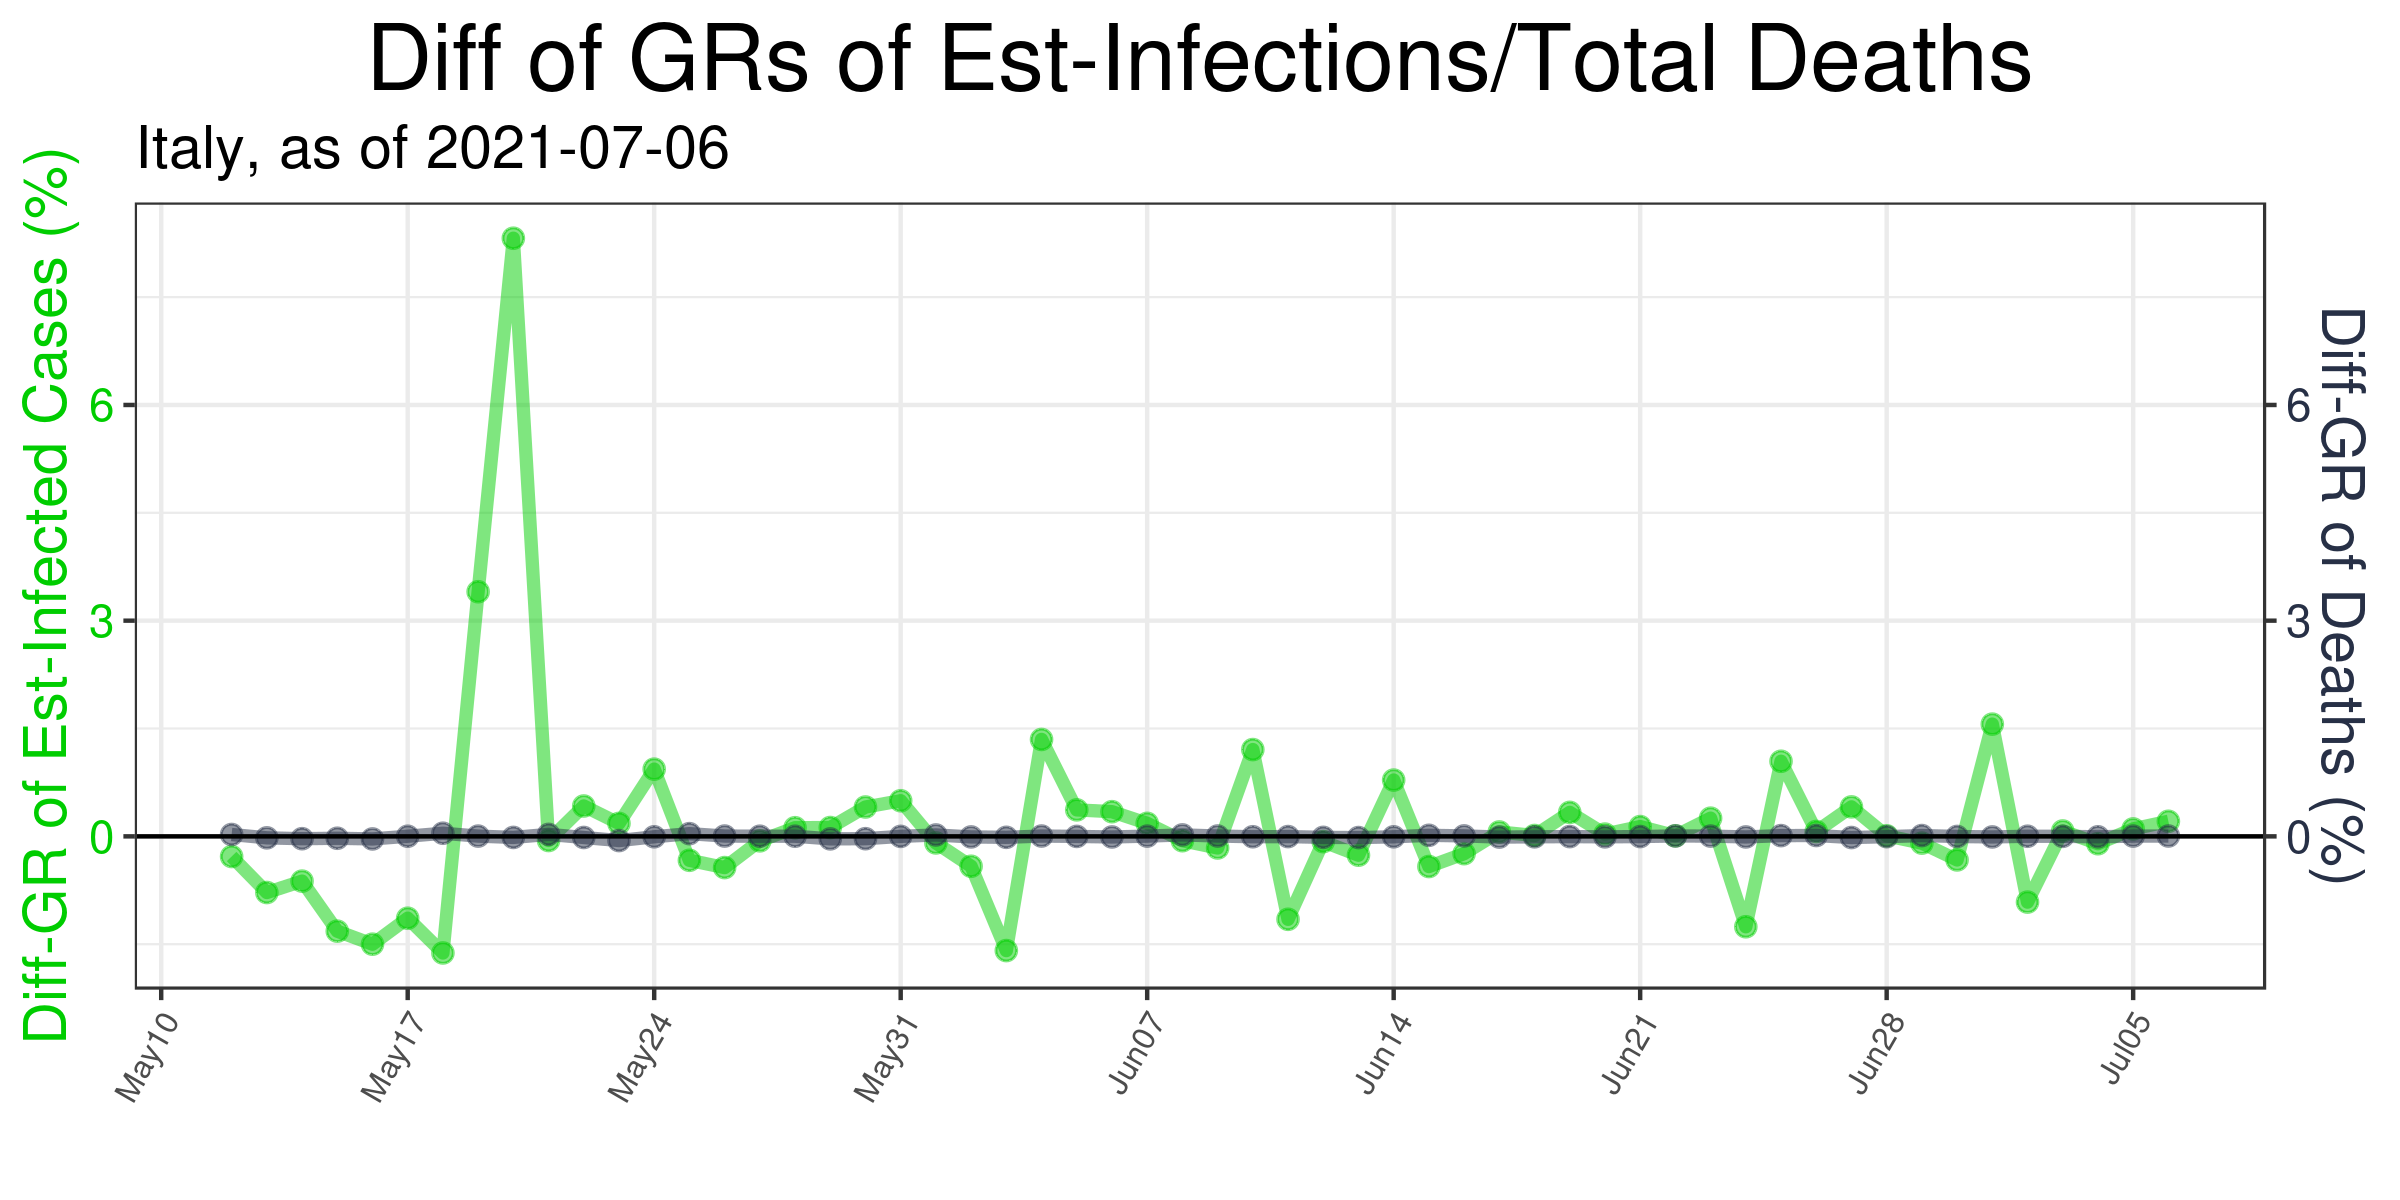 Diff of GRs of Est-Infections/Total Deaths
Italy, as of 2021-07-06
Diff-GR of Est-Infected Cases (%)
6
3
0
6
3
0
Diff-GR of Deaths (%)
May10
May17
May24
May31
Jun07
Jun14
Jun21
Jun28
Jul05